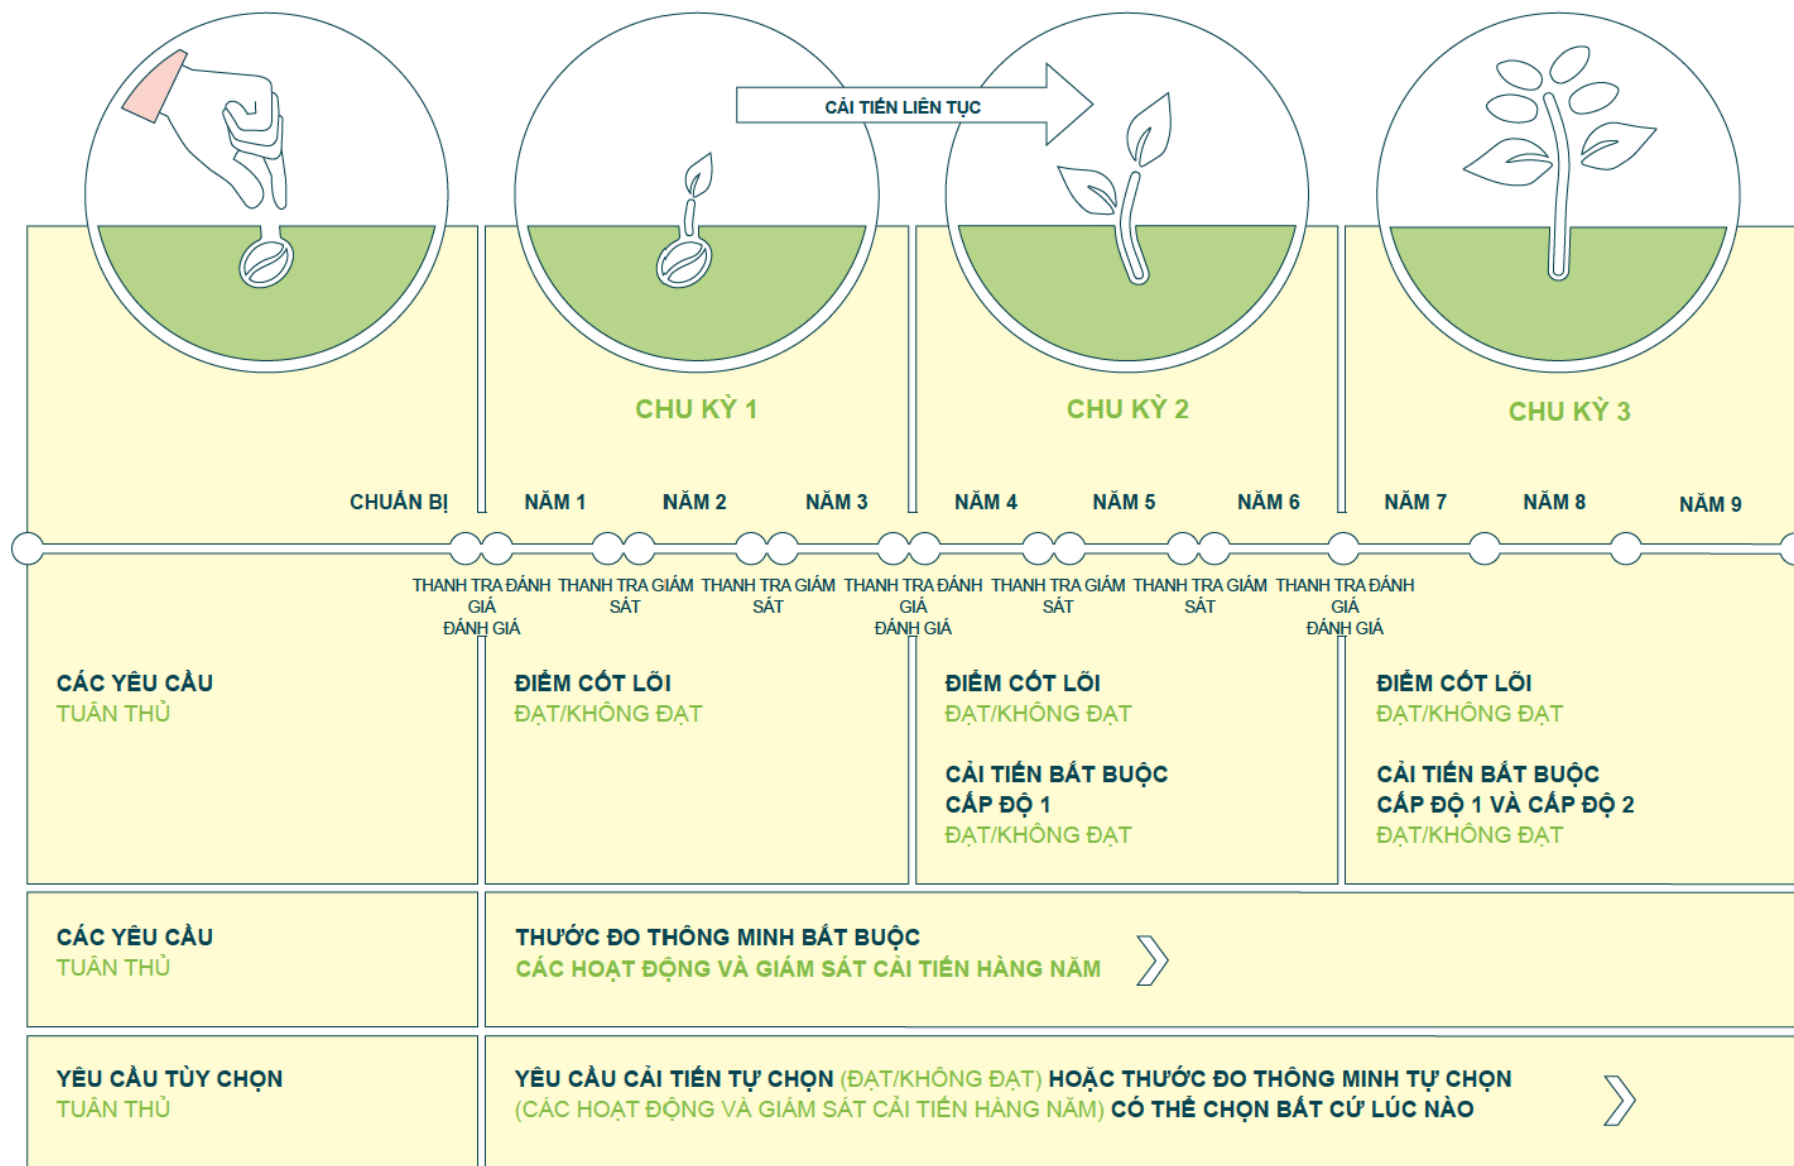 CẢI TIẾN LIÊN TỤC
CHU KỲ 1
CHU KỲ 2
CHU KỲ 3
CHUẨN BỊ
NĂM 1
NĂM 2
NĂM 3
NĂM 4
NĂM 5
NĂM 6
NĂM 7
NĂM 8
NĂM 9
THANH TRA ĐÁNH
GIÁ
ĐÁNH GIÁ
THANH TRA GIÁM
SÁT
THANH TRA GIÁM
SÁT
THANH TRA ĐÁNH
GIÁ
ĐÁNH GIÁ
THANH TRA GIÁM
SÁT
THANH TRA GIÁM
SÁT
THANH TRA ĐÁNH
GIÁ
ĐÁNH GIÁ
CÁC YÊU CẦU
TUÂN THỦ
ĐIỂM CỐT LÕI
ĐẠT/KHÔNG ĐẠT
ĐIỂM CỐT LÕI
ĐẠT/KHÔNG ĐẠT
CẢI TIẾN BẮT BUỘC
CẤP ĐỘ 1
ĐẠT/KHÔNG ĐẠT
ĐIỂM CỐT LÕI
ĐẠT/KHÔNG ĐẠT
CẢI TIẾN BẮT BUỘC
CẤP ĐỘ 1 VÀ CẤP ĐỘ 2
ĐẠT/KHÔNG ĐẠT
CÁC YÊU CẦU
TUÂN THỦ
THƯỚC ĐO THÔNG MINH BẮT BUỘC
CÁC HOẠT ĐỘNG VÀ GIÁM SÁT CẢI TIẾN HÀNG NĂM
YÊU CẦU TÙY CHỌN
TUÂN THỦ
YÊU CẦU CẢI TIẾN TỰ CHỌN (ĐẠT/KHÔNG ĐẠT) HOẶC THƯỚC ĐO THÔNG MINH TỰ CHỌN
(CÁC HOẠT ĐỘNG VÀ GIÁM SÁT CẢI TIẾN HÀNG NĂM) CÓ THỂ CHỌN BẤT CỨ LÚC NÀO